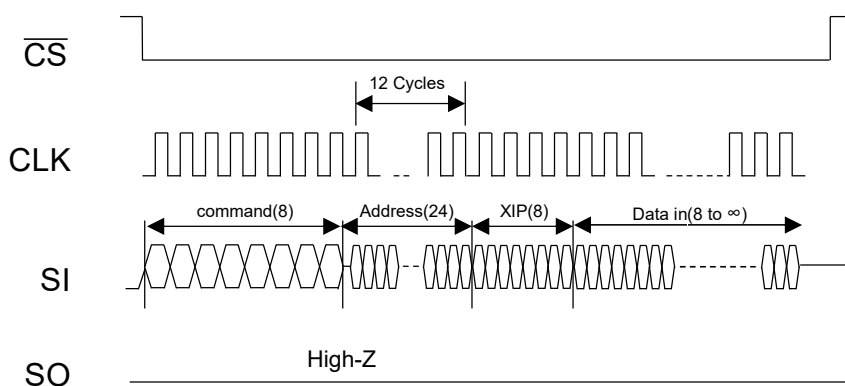 CS
12 Cycles
CLK
command(8) Address(24) XIP(8) Data in(8 to ∞)
SI
High-Z
SO